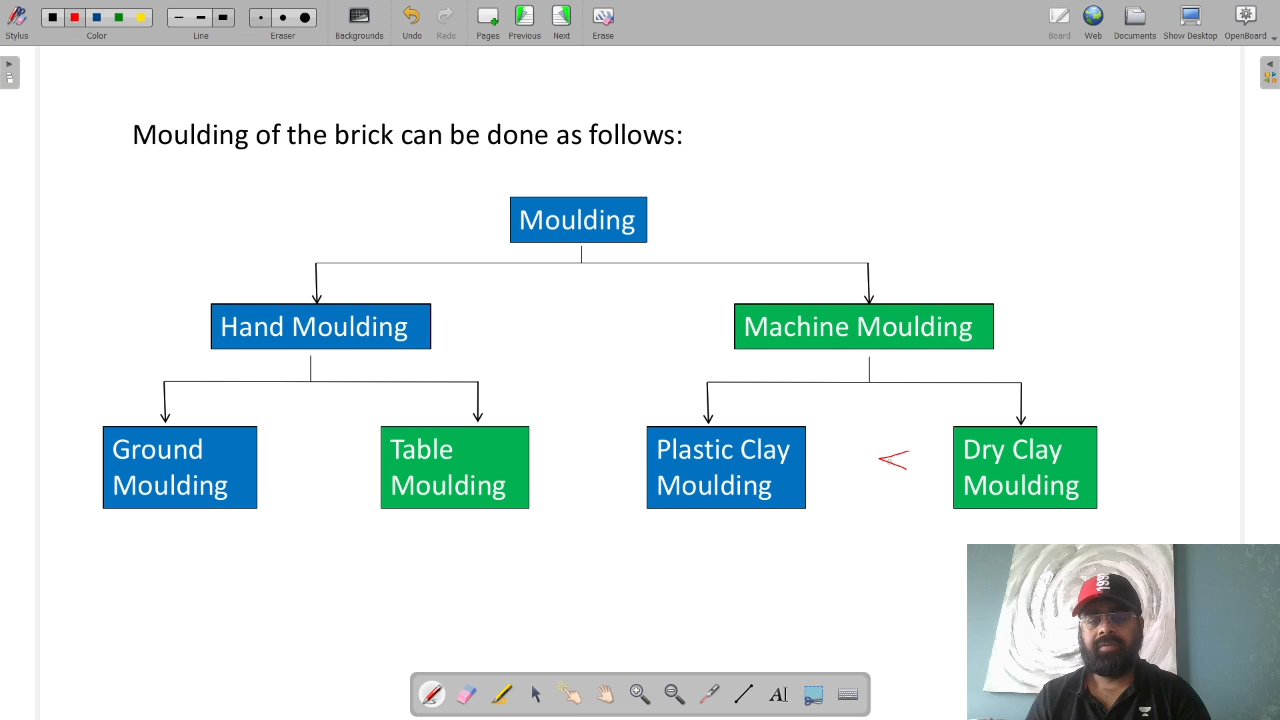 Stylus
Color
Line
Eraser
Backgrounds
Undo
Redo
Pages
Previous
Next
Erase
Board
Web
Documents
Show Desktop
OpenBoard
Moulding of the brick can be done as follows:
Moulding
Hand Moulding
Machine Moulding
Ground
Moulding
Table
Moulding
Plastic Clay
Moulding
<
Dry Clay
Moulding
1999
AI